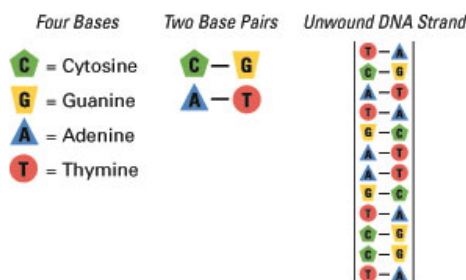 Four Bases
C = Cytosine
G = Guanine
A = Adenine
T = Thymine
Two Base Pairs
C – G
A – T
Unwound DNA Strand
T – A
C – G
A – T
T – A
G – C
A – T
A – T
G – C
T – A
C – G
C – G
T – A